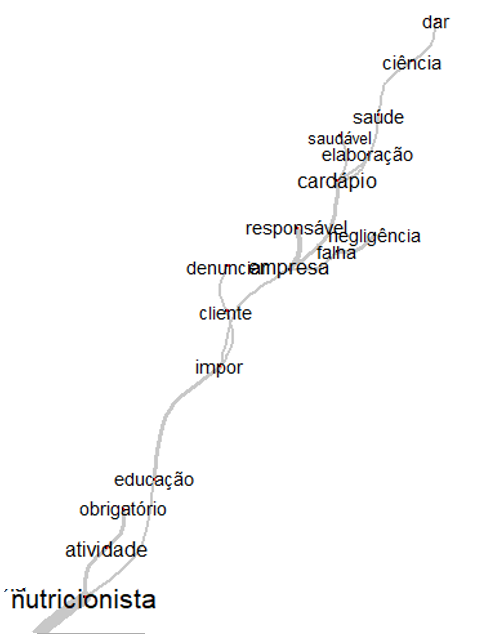 dar
ciência
saúde
saudável
elaboração
cardápio
responsável
negligência
falha
denunciar
empresa
cliente
impor
educação
obrigatório
atividade
nutricionista